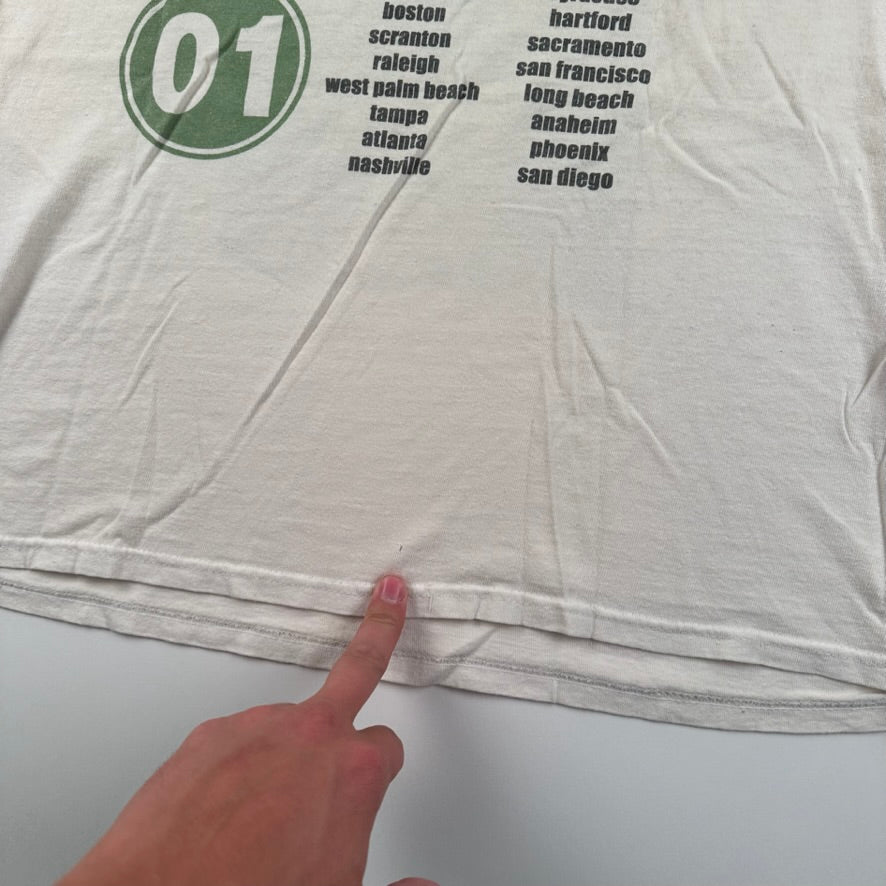 01
boston
scranton
raleigh
west palm beach
tampa
atlanta
nashville
hartford
sacramento
san francisco
long beach
anaheim
phoenix
san diego